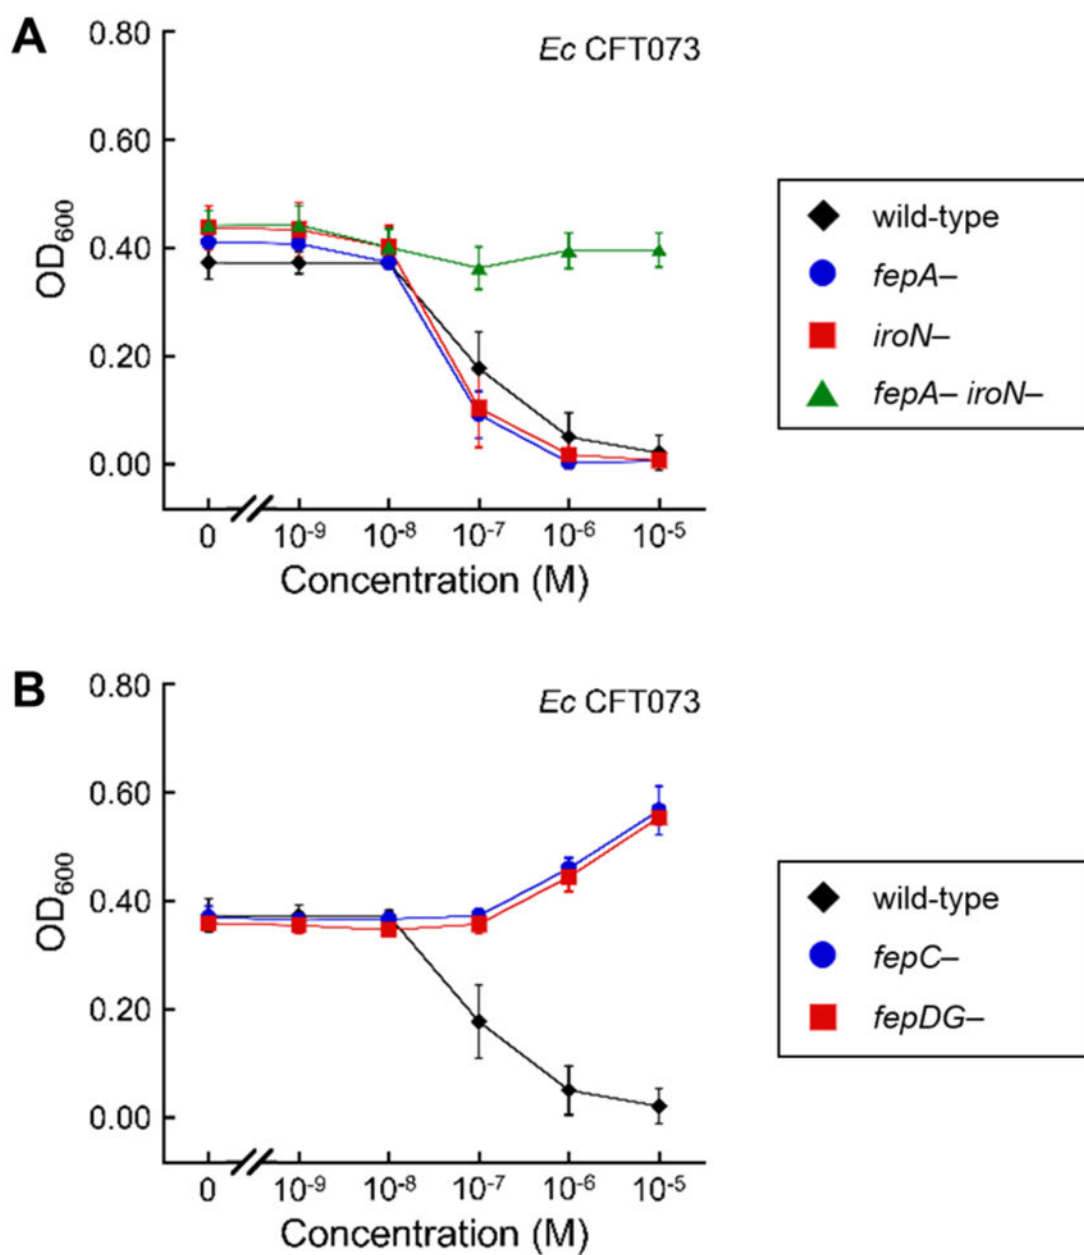 A
Ec CFT073
0.80
0.60
0.40
0.20
0.00
OD₆₀₀
0 10⁻⁹ 10⁻⁸ 10⁻⁷ 10⁻⁶ 10⁻⁵
Concentration (M)
wild-type
fepA–
iroN–
fepA– iroN–
B
Ec CFT073
0.80
0.60
0.40
0.20
0.00
OD₆₀₀
0 10⁻⁹ 10⁻⁸ 10⁻⁷ 10⁻⁶ 10⁻⁵
Concentration (M)
wild-type
fepC–
fepDG–